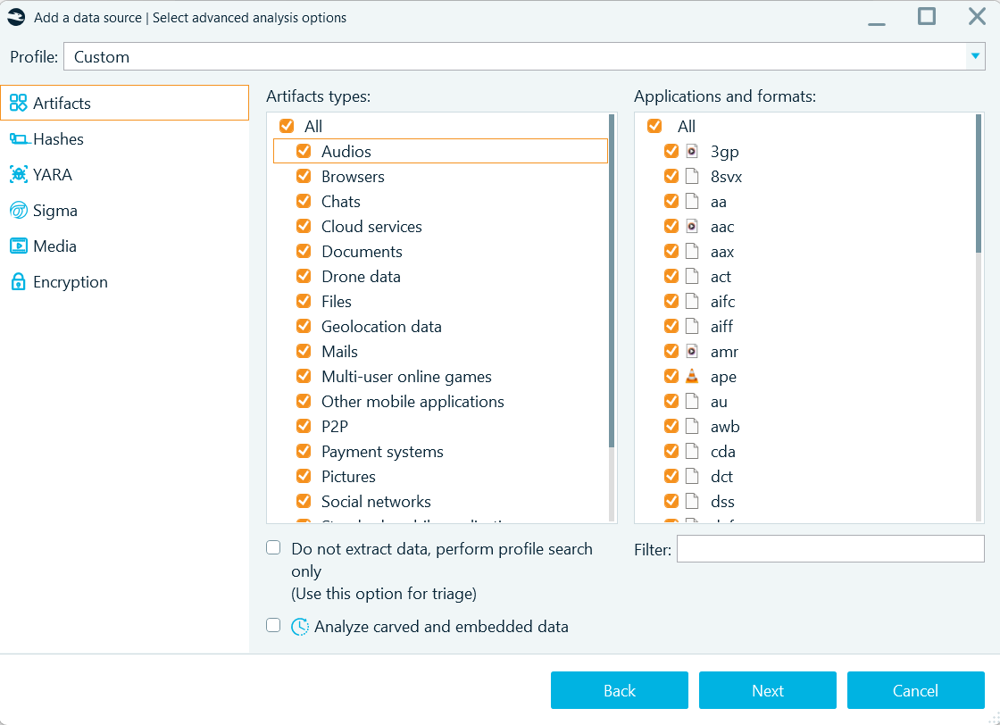 Add a data source | Select advanced analysis options
Profile: Custom
Artifacts
Hashes
YARA
Sigma
Media
Encryption
Artifacts types:
All
Audios
Browsers
Chats
Cloud services
Documents
Drone data
Files
Geolocation data
Mails
Multi-user online games
Other mobile applications
P2P
Payment systems
Pictures
Social networks
Do not extract data, perform profile search
only
(Use this option for triage)
Analyze carved and embedded data
Applications and formats:
All
3gp
8svx
aa
aac
aax
act
aifc
aiff
amr
ape
au
awb
cda
dct
dss
Filter:
Back
Next
Cancel